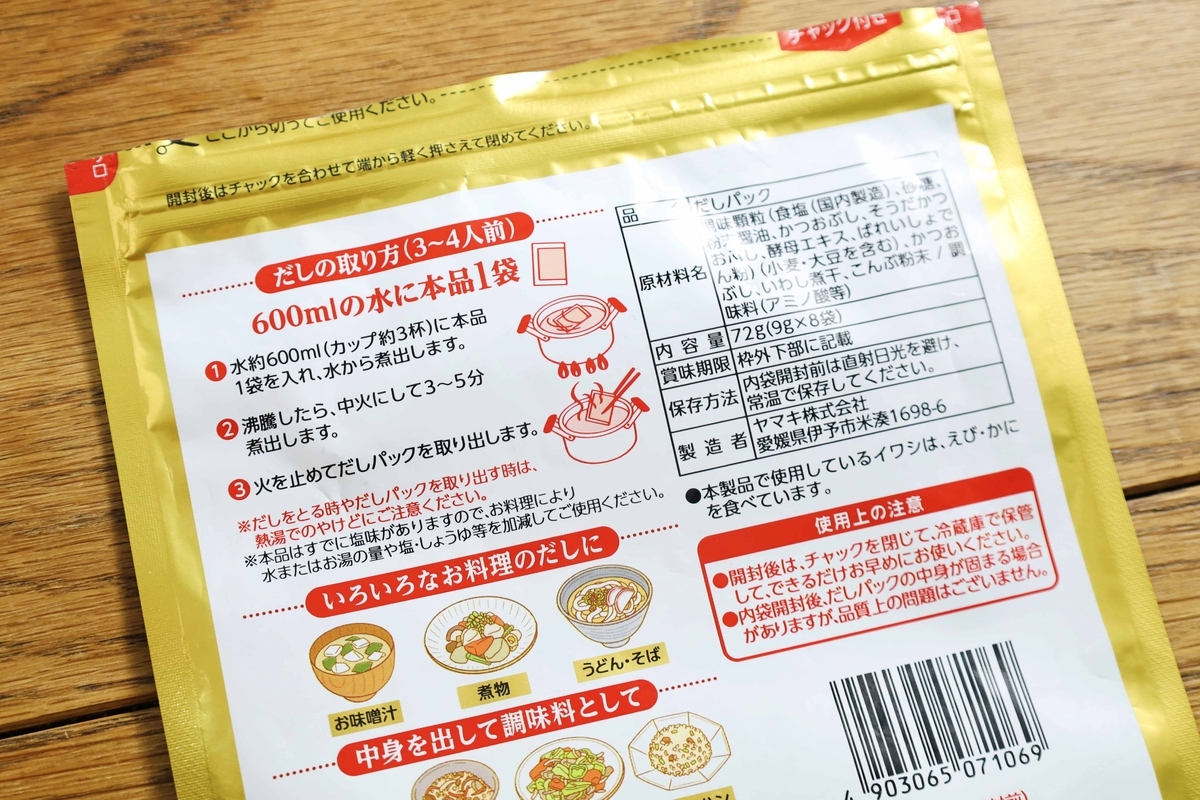 チャック付き
ここから切ってご使用ください。
開封後はチャックを合わせて端から軽く押さえて閉めてください。
だしの取り方(3～4人前)
600mlの水に本品1袋
1 水約600ml(カップ約3杯)に本品
1袋を入れ、水から煮出します。
2 沸騰したら、中火にして3～5分
煮出します。
3 火を止めてだしパックを取り出します。
※だしをとる時やだしパックを取り出す時は、
熱湯でのやけどにご注意ください。
※本品はすでに塩味がありますので、お料理により
水またはお湯の量や塩・しょうゆ等を加減してご使用ください。
いろいろなお料理のだしに
お味噌汁
煮物
うどん・そば
中身を出して調味料として
品 だしパック
原材料名
味顆粒(食塩(国内製造)、砂糖、
粉末醤油、かつおぶし、そうだかつ
おぶし、酵母エキス、ばれいしょでん
ん粉)(小麦・大豆を含む)、かつお
ぶし、いわし煮干、こんぶ粉末/調
味料(アミノ酸等)
内容量 72g(9g×8袋)
賞味期限 枠外下部に記載
保存方法 内袋開封前は直射日光を避け、
常温で保存してください。
製造者 ヤマキ株式会社
愛媛県伊予市米湊1698-6
●本製品で使用しているイワシは、えび・かに
を食べています。
使用上の注意
●開封後は、チャックを閉じて、冷蔵庫で保管
して、できるだけお早めにお使いください。
●内袋開封後、だしパックの中身が固まる場合
がありますが、品質上の問題はございません。
4 903065 071069